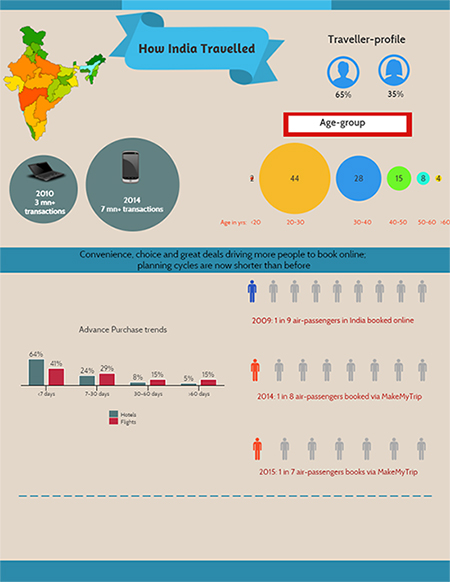 How India Travelled
Traveller-profile
65%
35%
Age-group
2010
3 mn+
transactions
2014
7 mn+ transactions
44
28
15
8
4
Age in yrs: <20
20-30
30-40
40-50
50-60
>60
Convenience, choice and great deals driving more people to book online;
planning cycles are now shorter than before
2009: 1 in 9 air-passengers in India booked online
Advance Purchase trends
64%
41%
24%
29%
8%
15%
5%
15%
<7 days
7-30 days
30-60 days
>60 days
Hotels
Flights
2014: 1 in 8 air-passengers booked via MakeMyTrip
2015: 1 in 7 air-passengers books via MakeMyTrip